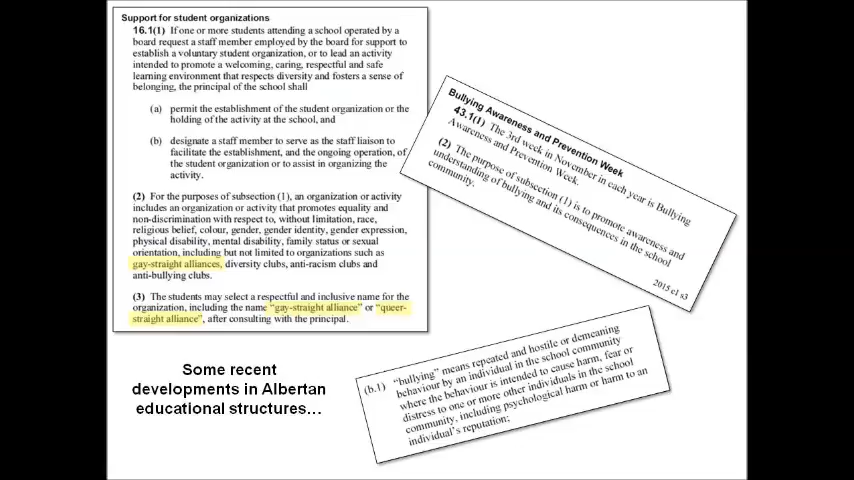 Support for student organizations
16.1(1) If one or more students attending a school operated by a
board request a staff member employed by the board for support to
establish a voluntary student organization, or to lead an activity
intended to promote a welcoming, caring, respectful and safe
learning environment that respects diversity and fosters a sense of
belonging, the principal of the school shall
(a) permit the establishment of the student organization or the
holding of the activity at the school, and
(b) designate a staff member to serve as the staff liaison to
facilitate the establishment, and the ongoing operation, of
the student organization or to assist in organizing the
activity.
(2) For the purposes of subsection (1), an organization or activity
includes an organization or activity that promotes equality and
non-discrimination with respect to, without limitation, race,
religious belief, colour, gender, gender identity, gender expression,
physical disability, mental disability, family status or sexual
orientation, including but not limited to organizations such as
gay-straight alliances, diversity clubs, anti-racism clubs and
anti-bullying clubs.
(3) The students may select a respectful and inclusive name for the
organization, including the name “gay-straight alliance” or “queer-
straight alliance”, after consulting with the principal.
Bullying Awareness and Prevention Week
43.1(1) The 3rd week in November in each year is Bullying
Awareness and Prevention Week.
(2) The purpose of subsection (1) is to promote awareness and
understanding of bullying and its consequences in the school
community.
2015 e1 s3
(b.1) “bullying” means repeated and hostile or demeaning
behaviour by an individual in the school community
where the behaviour is intended to cause harm, fear or
distress to one or more other individuals in the school
community, including psychological harm or harm to an
individual’s reputation;
Some recent
developments in Albertan
educational structures…